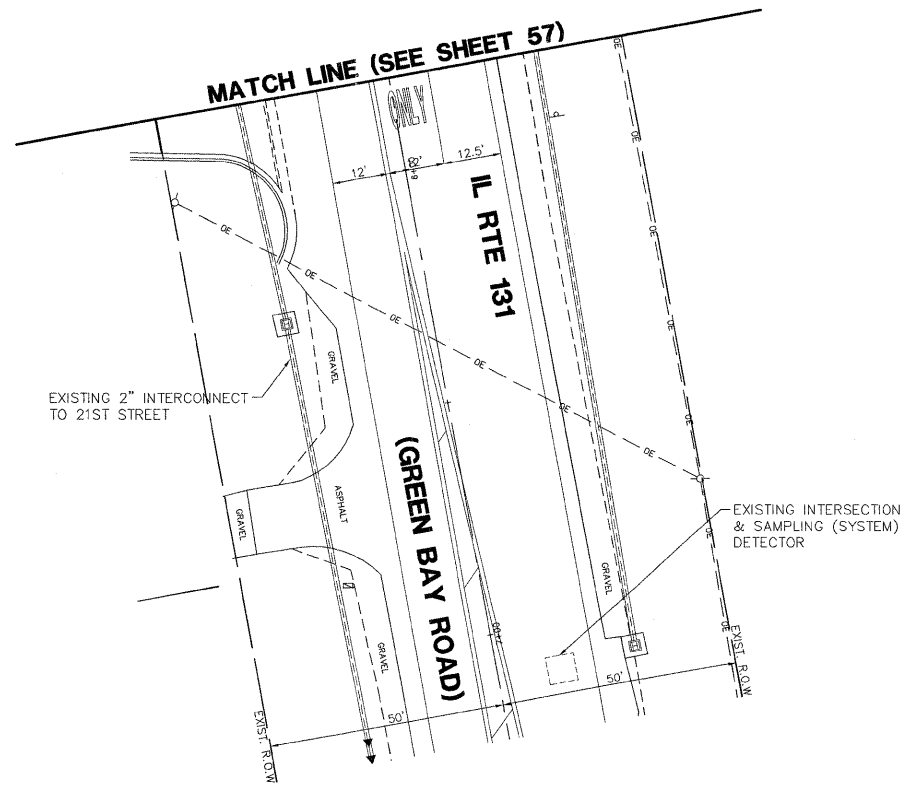 MATCH LINE (SEE SHEET 57)
ONLY
12'
12.5'
IL RTE 131
OE
OE
OE
OE
OE
OE
OE
OE
OE
OE
OE
OE
GRAVEL
EXISTING 2" INTERCONNECT
TO 21ST STREET
(GREEN BAY ROAD)
ASPHALT
GRAVEL
EXISTING INTERSECTION
& SAMPLING (SYSTEM)
DETECTOR
GRAVEL
GRAVEL
EXIST. R.O.W
50'
50'
EXIST. R.O.W